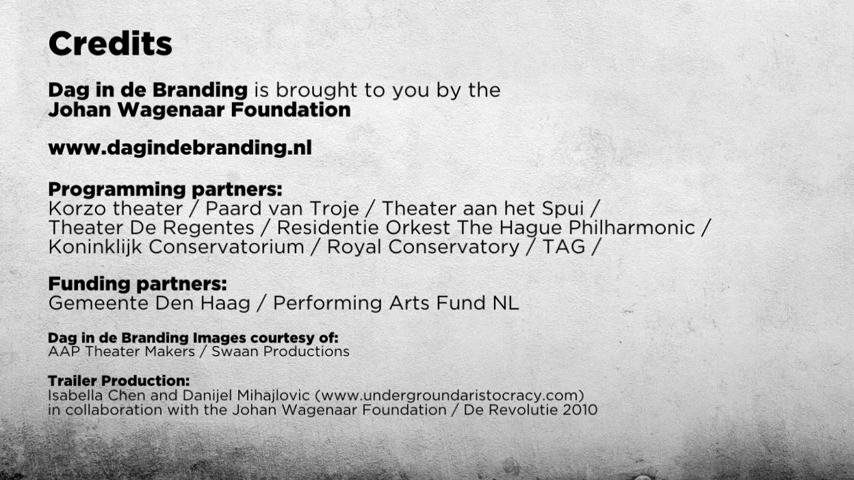 Credits
Dag in de Branding is brought to you by the
Johan Wagenaar Foundation
www.dagindebranding.nl
Programming partners:
Korzo theater / Paard van Troje / Theater aan het Spui /
Theater De Regentes / Residentie Orkest The Hague Philharmonic /
Koninklijk Conservatorium / Royal Conservatory / TAG /
Funding partners:
Gemeente Den Haag / Performing Arts Fund NL
Dag in de Branding Images courtesy of:
AAP Theater Makers / Swaan Productions
Trailer Production:
Isabella Chen and Danijel Mihajlovic (www.undergroundaristocracy.com)
in collaboration with the Johan Wagenaar Foundation / De Revolutie 2010